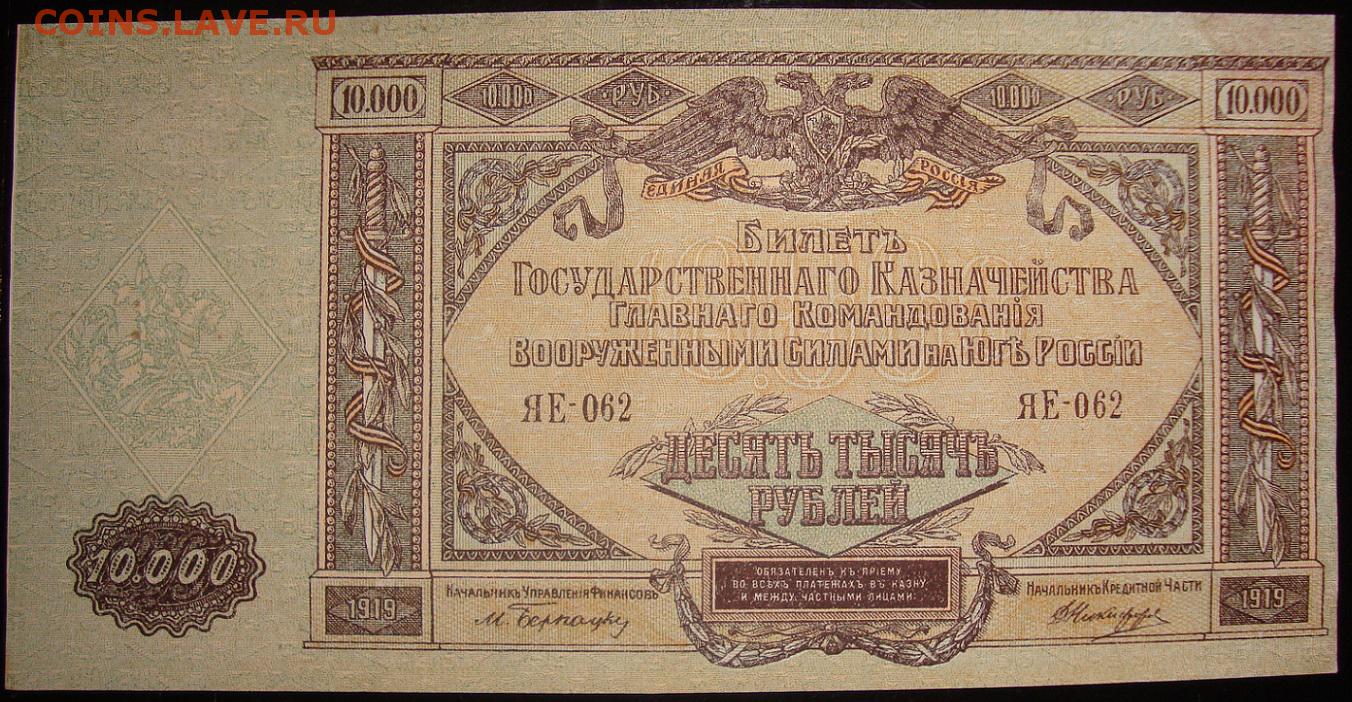 COINS.LAVE.RU
10.000 10.000 РУБ 10.000 РУБ 10.000
ЕДИНАЯ РОССІЯ
БИЛЕТЪ
ГОСУДАРСТВЕННАГО КАЗНАЧЕЙСТВА
ГЛАВНАГО КОМАНДОВАНІЯ
ВООРУЖЕННЫМИ СИЛАМИ НА ЮГѢ РОССІИ
ЯЕ-062 ЯЕ-062
ДЕСЯТЬ ТЫСЯЧЪ
РУБЛЕЙ
10.000
ОБЯЗАТЕЛЕНЪ КЪ ПРІЕМУ
ВО ВСѢХЪ ПЛАТЕЖАХЪ ВЪ КАЗНУ
И МЕЖДУ ЧАСТНЫМИ ЛИЦАМИ.
НАЧАЛЬНИКЪ УПРАВЛЕНІЯ ФИНАНСОВЪ
М. Бернацкій
НАЧАЛЬНИКЪ КРЕДИТНОЙ ЧАСТИ
1919 1919